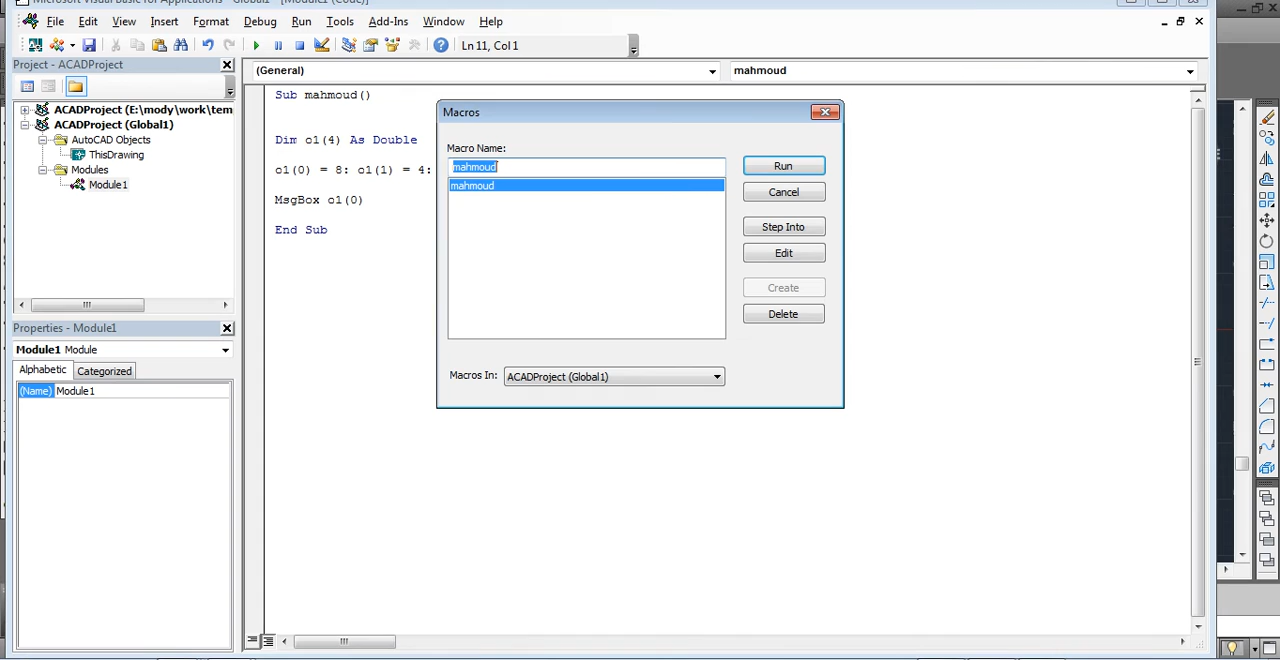 Microsoft Visual Basic for Applications - Global1 - [Module1 (Code)]
File Edit View Insert Format Debug Run Tools Add-Ins Window Help
Ln 11, Col 1
Project - ACADProject
(General)
mahmoud
ACADProject (E:\mody\work\tem
ACADProject (Global1)
AutoCAD Objects
ThisDrawing
Modules
Module1
Properties - Module1
Module1 Module
Alphabetic Categorized
(Name) Module1
Sub mahmoud()
Dim o1(4) As Double
o1(0) = 8: o1(1) = 4:
MsgBox o1(0)
End Sub
Macros
Macro Name:
mahmoud
mahmoud
Run
Cancel
Step Into
Edit
Create
Delete
Macros In:
ACADProject (Global1)